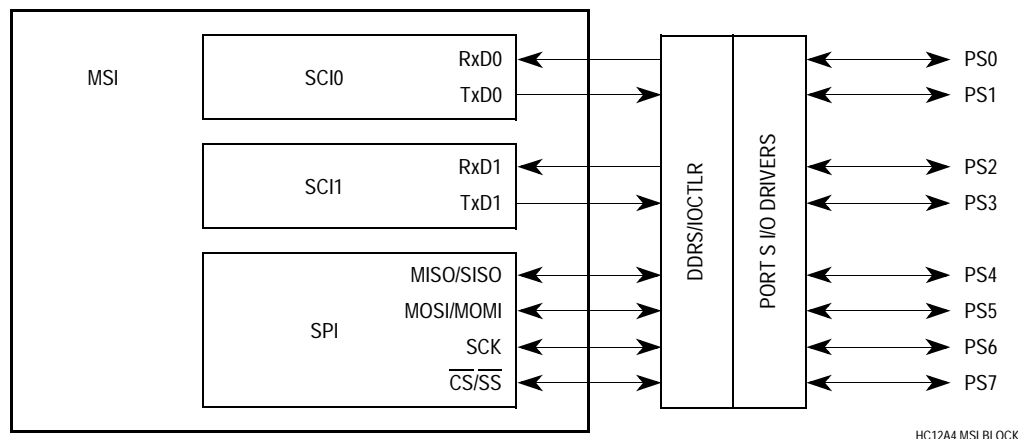 MSI
SCI0
RxD0
TxD0
SCI1
RxD1
TxD1
SPI
MISO/SISO
MOSI/MOMI
SCK
CS/SS
DDRS/IOCTLR
PORT S I/O DRIVERS
PS0
PS1
PS2
PS3
PS4
PS5
PS6
PS7
HC12A4 MSI BLOCK